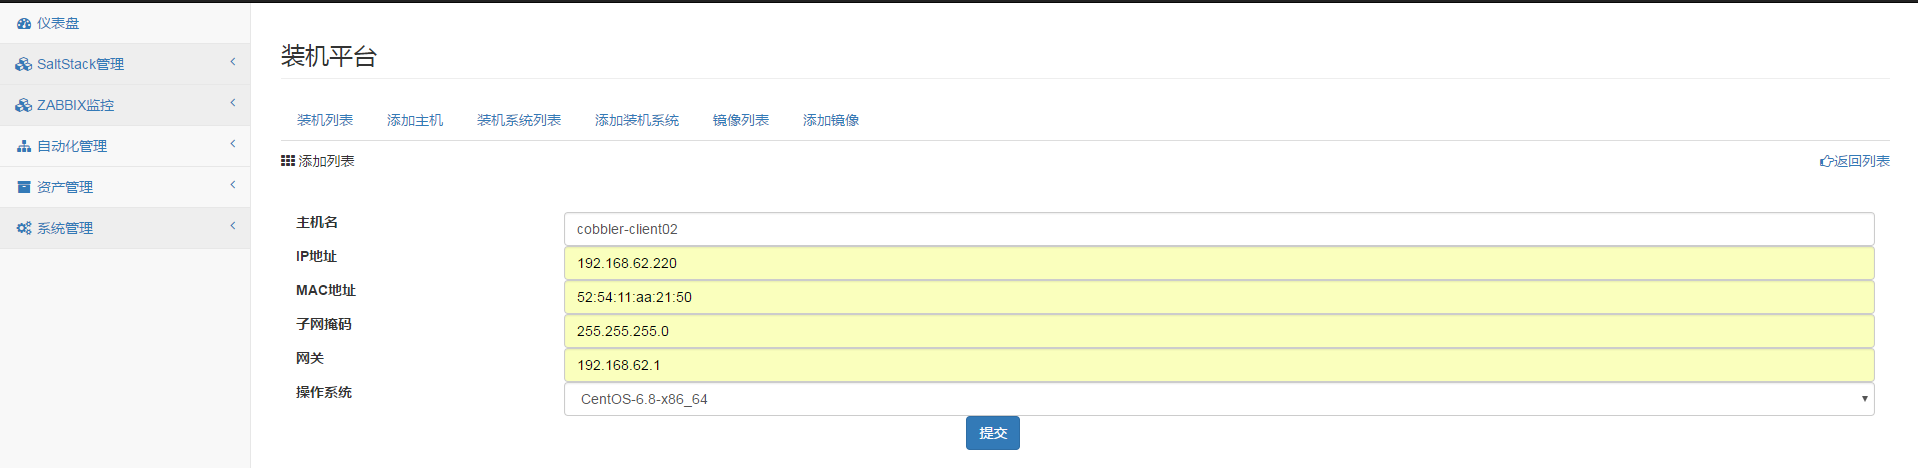 仪表盘
SaltStack管理
ZABBIX监控
自动化管理
资产管理
系统管理
装机平台
装机列表 添加主机 装机系统列表 添加装机系统 镜像列表 添加镜像
添加列表 返回列表
主机名 cobbler-client02
IP地址 192.168.62.220
MAC地址 52:54:11:aa:21:50
子网掩码 255.255.255.0
网关 192.168.62.1
操作系统 CentOS-6.8-x86_64
提交